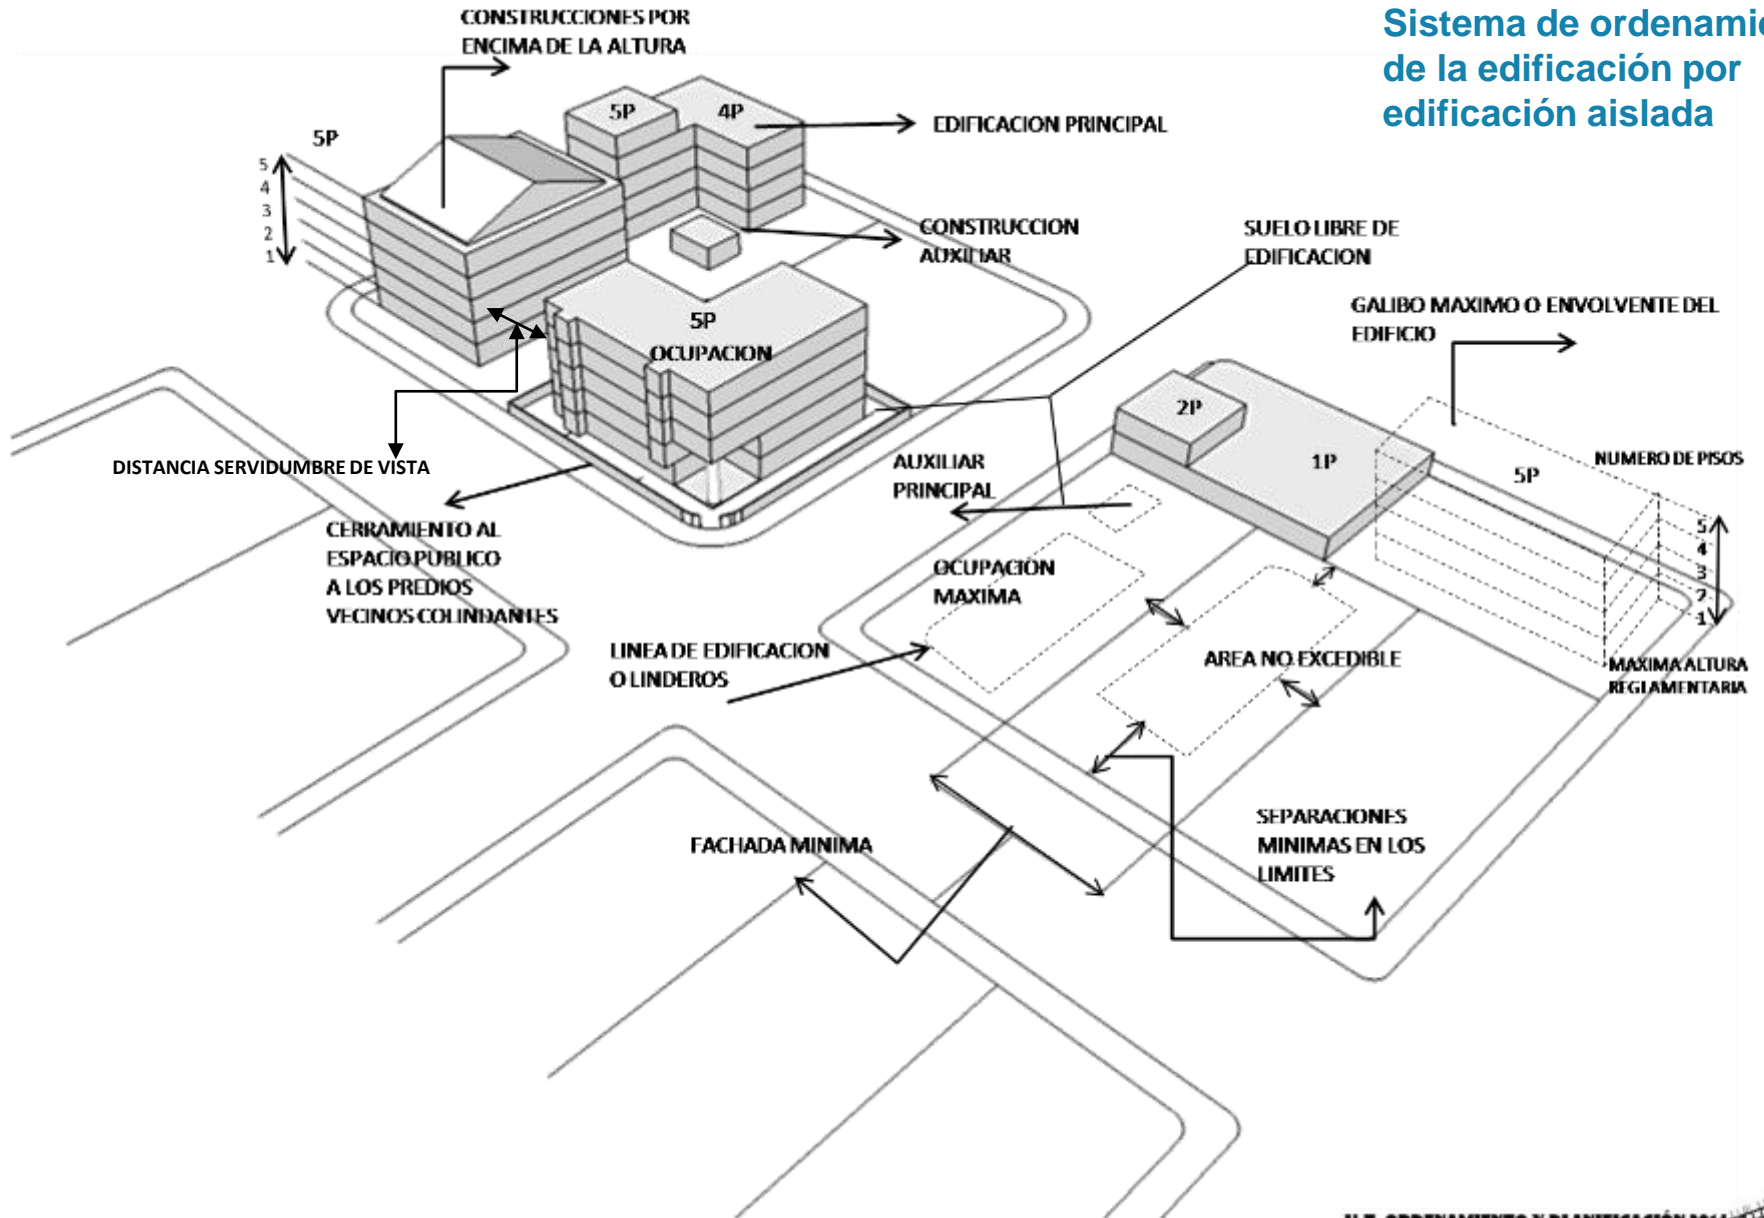 Sistema de ordenami
de la edificación por
edificación aislada
CONSTRUCCIONES POR
ENCIMA DE LA ALTURA
5P
5
4
3
2
1
5P
4P
EDIFICACION PRINCIPAL
CONSTRUCCION
AUXILIAR
SUELO LIBRE DE
EDIFICACION
GALIBO MAXIMO O ENVOLVENTE DEL
EDIFICIO
5P
OCUPACION
DISTANCIA SERVIDUMBRE DE VISTA
CERRAMIENTO AL
ESPACIO PUBLICO
A LOS PREDIOS
VECINOS COLINDANTES
AUXILIAR
PRINCIPAL
2P
1P
5P
NUMERO DE PISOS
5
4
3
2
1
MAXIMA ALTURA
REGLAMENTARIA
OCUPACION
MAXIMA
LINEA DE EDIFICACION
O LINDEROS
AREA NO EXCEDIBLE
FACHADA MINIMA
SEPARACIONES
MINIMAS EN LOS
LIMITES
ORDENAMIENTO Y PLANIFICACIÓN